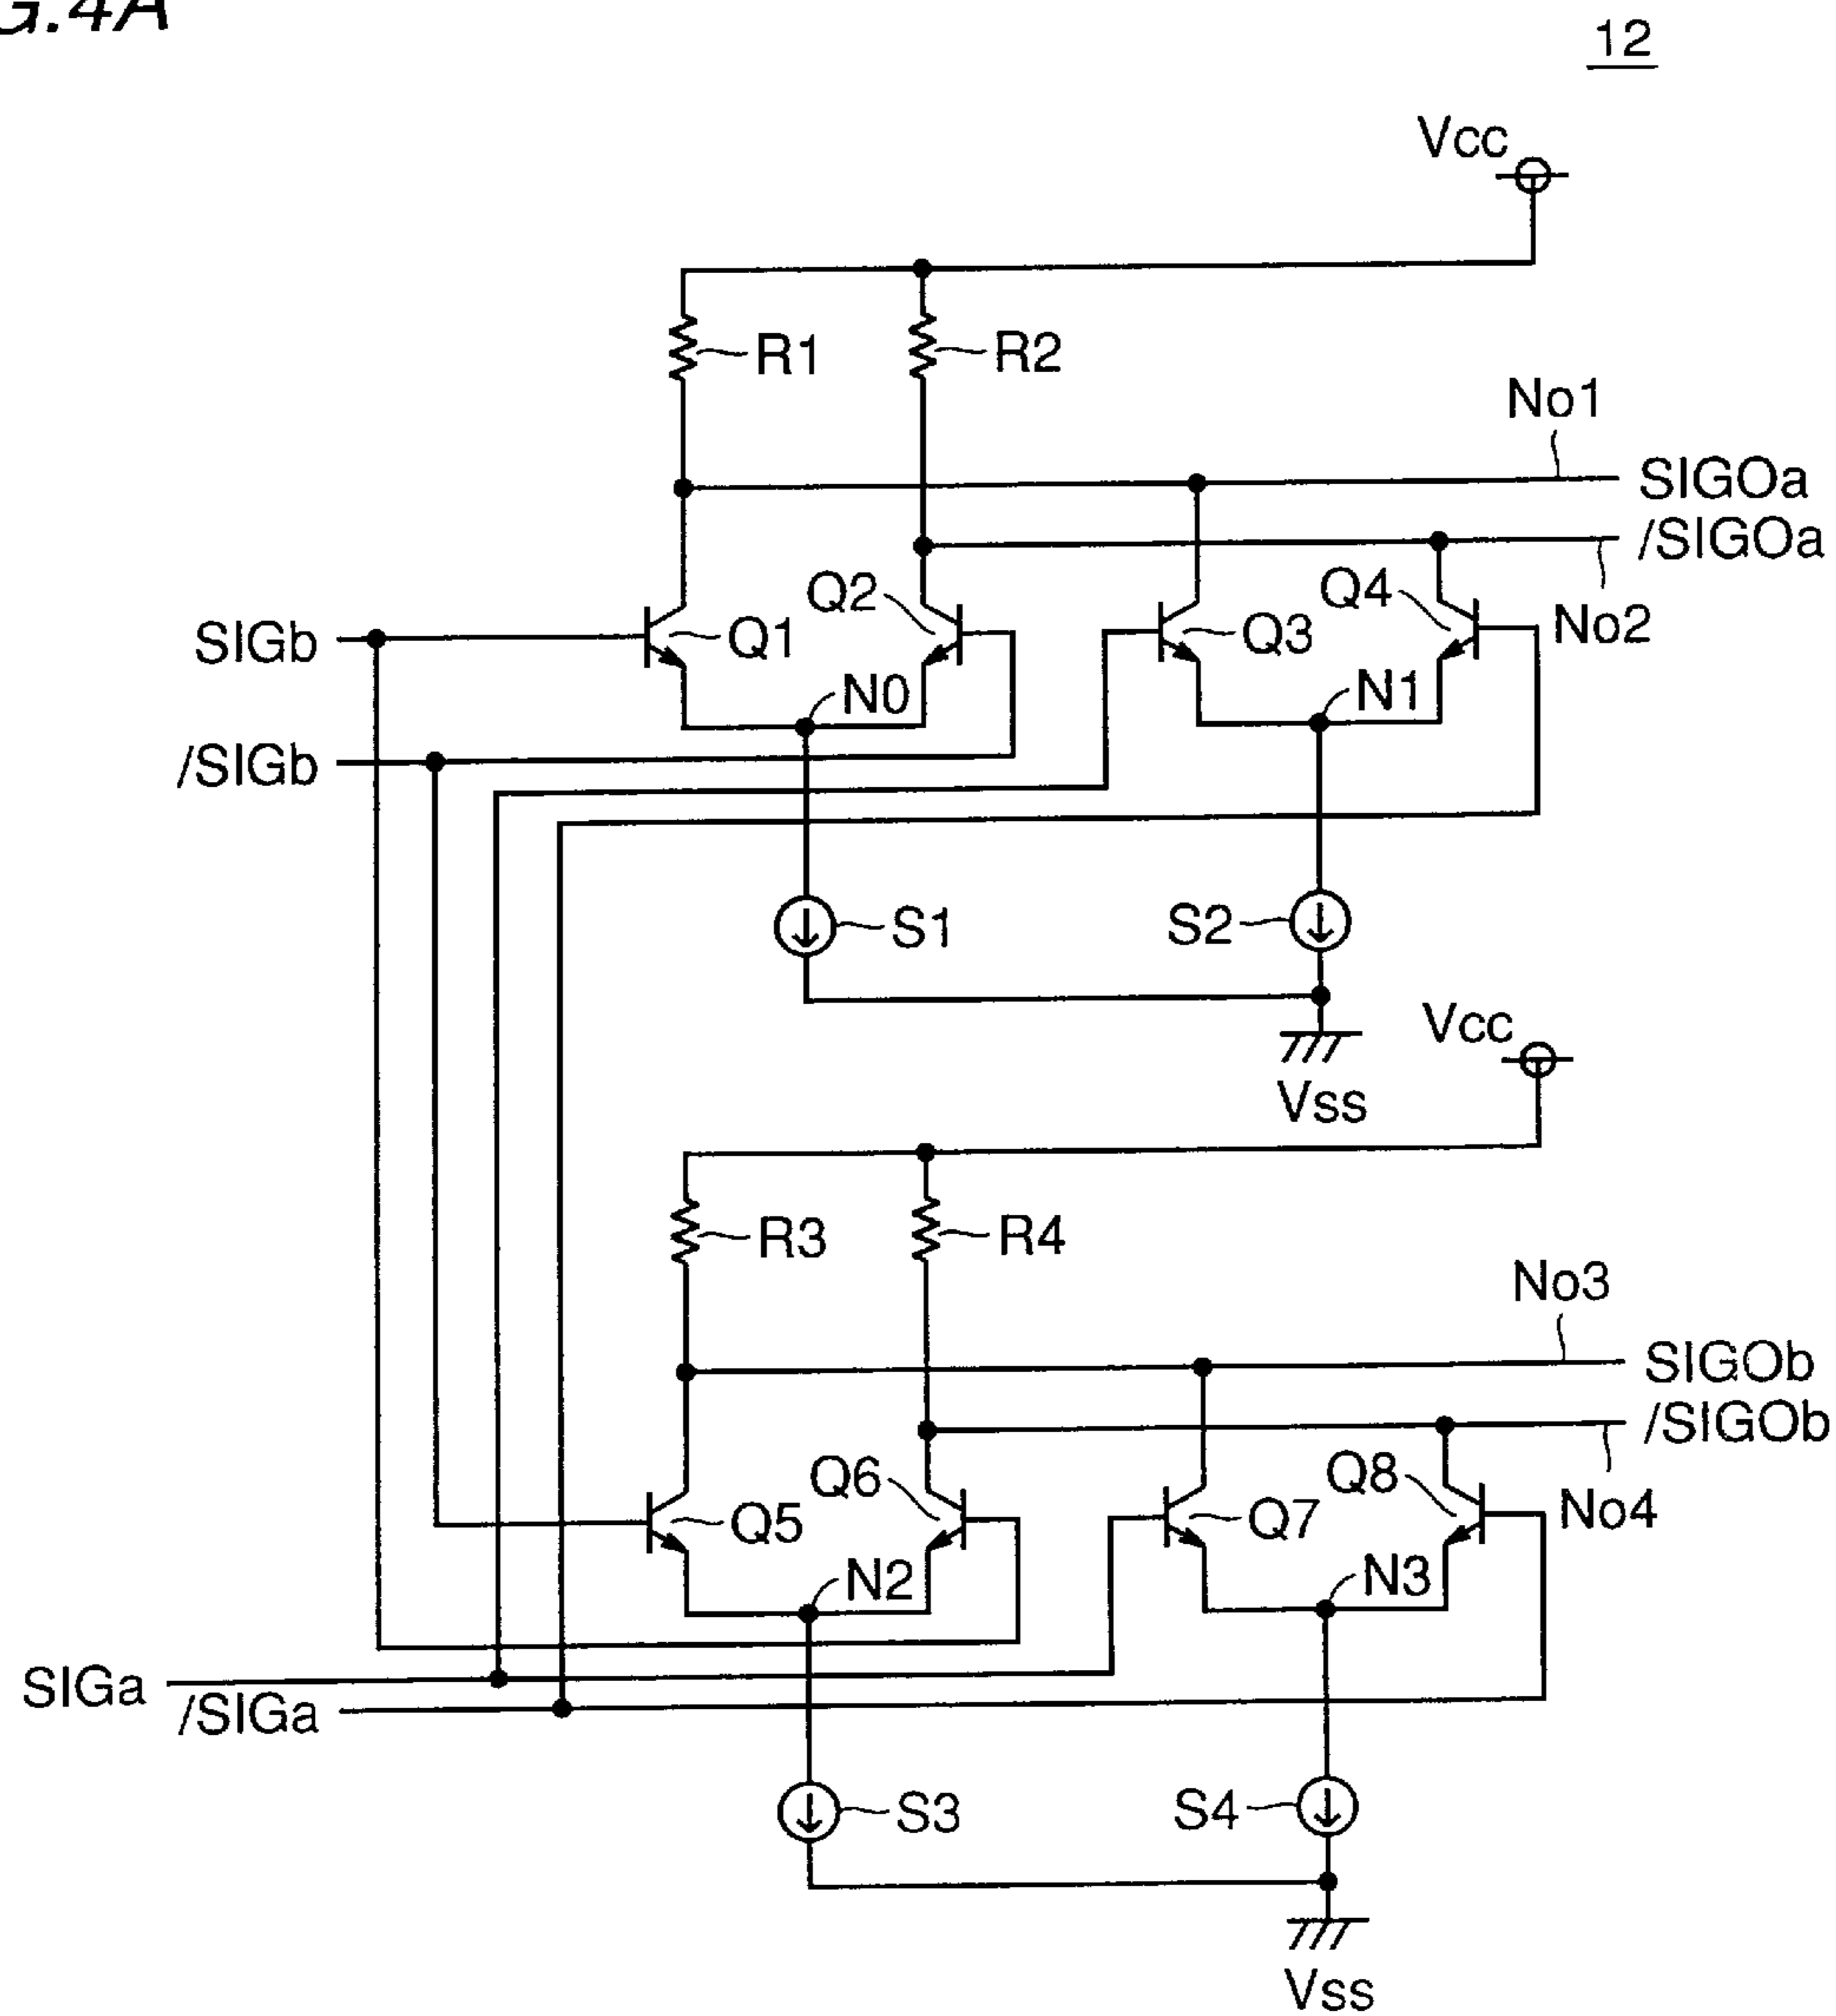 G.4A
12
Vcc
R1
R2
No1
SIGOa
/SIGOa
Q2
Q4
No2
SIGb
Q1
Q3
N0
N1
/SIGb
S1
S2
Vcc
Vss
R3
R4
No3
SIGOb
/SIGOb
Q6
Q8
No4
Q5
Q7
N2
N3
SIGa
/SIGa
S3
S4
Vss